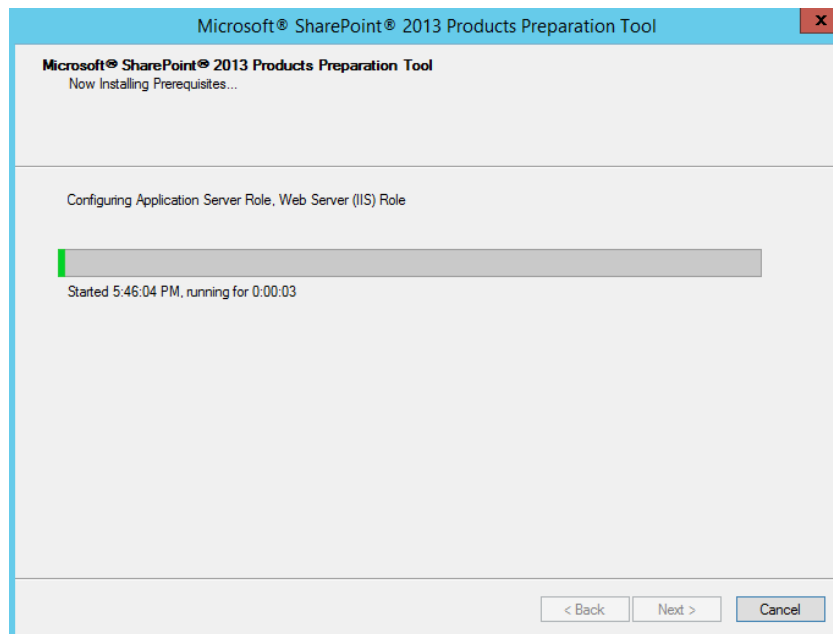 Microsoft® SharePoint® 2013 Products Preparation Tool
x
Microsoft® SharePoint® 2013 Products Preparation Tool
Now Installing Prerequisites...
Configuring Application Server Role, Web Server (IIS) Role
Started 5:46:04 PM, running for 0:00:03
< Back Next > Cancel